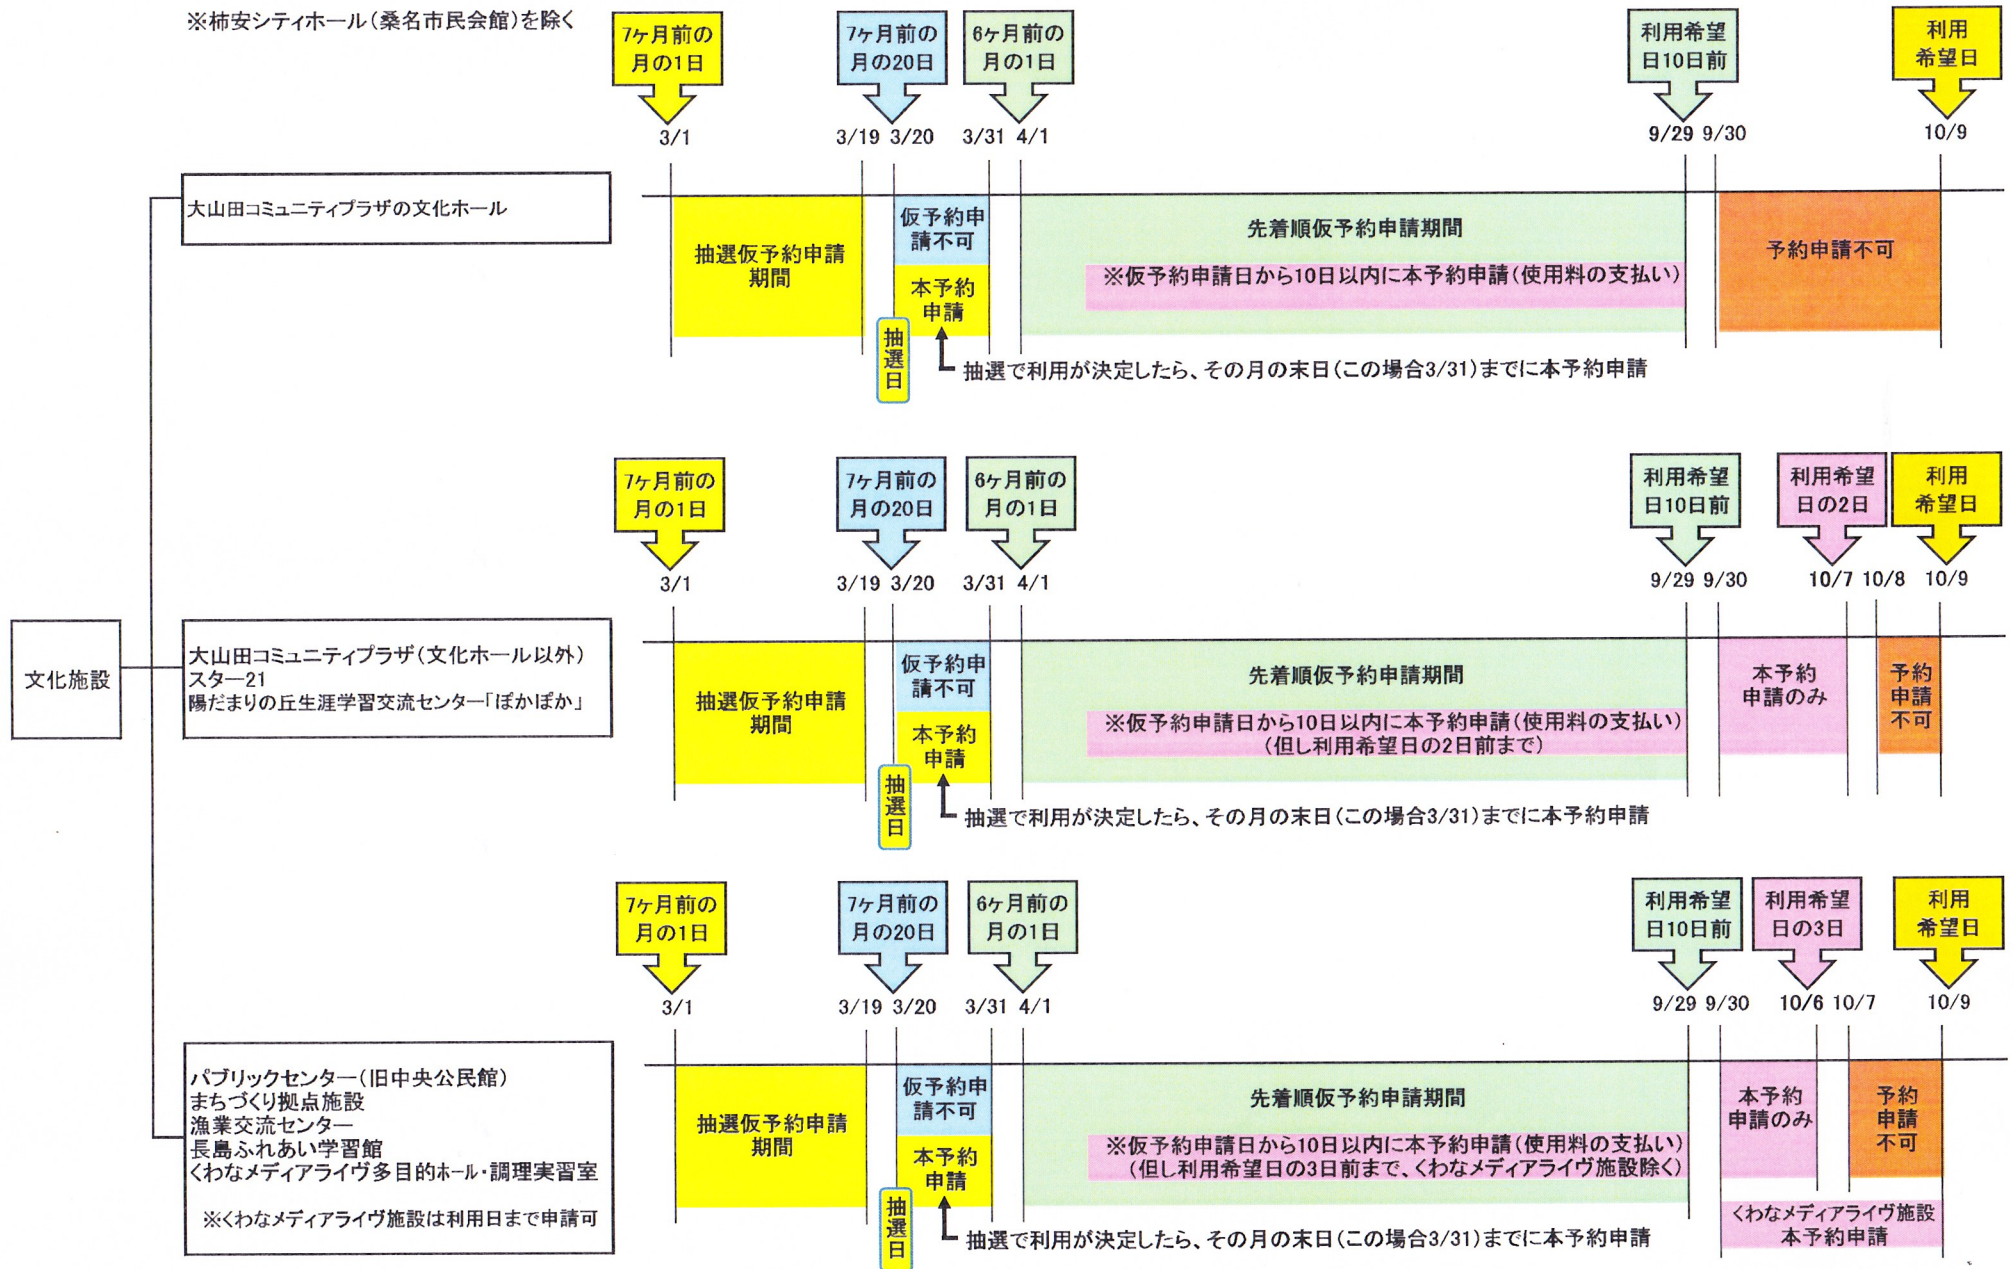 ※柿安シティホール(桑名市民会館)を除く
7ヶ月前の
月の1日
7ヶ月前の
月の20日
6ヶ月前の
月の1日
利用希望
日10日前
利用
希望日
3/1
3/19
3/20
3/31
4/1
9/29
9/30
10/9
大山田コミュニティプラザの文化ホール
抽選仮予約申請
期間
仮予約申
請不可
本予約
申請
抽選日
先着順仮予約申請期間
※仮予約申請日から10日以内に本予約申請(使用料の支払い)
予約申請不可
抽選で利用が決定したら、その月の末日(この場合3/31)までに本予約申請
7ヶ月前の
月の1日
7ヶ月前の
月の20日
6ヶ月前の
月の1日
利用希望
日10日前
利用希望
日の2日
利用
希望日
3/1
3/19
3/20
3/31
4/1
9/29
9/30
10/7
10/8
10/9
文化施設
大山田コミュニティプラザ(文化ホール以外)
スター21
陽だまりの丘生涯学習交流センター「ぽかぽか」
抽選仮予約申請
期間
仮予約申
請不可
本予約
申請
抽選日
先着順仮予約申請期間
※仮予約申請日から10日以内に本予約申請(使用料の支払い)
(但し利用希望日の2日前まで)
本予約
申請のみ
予約
申請
不可
抽選で利用が決定したら、その月の末日(この場合3/31)までに本予約申請
7ヶ月前の
月の1日
7ヶ月前の
月の20日
6ヶ月前の
月の1日
利用希望
日10日前
利用希望
日の3日
利用
希望日
3/1
3/19
3/20
3/31
4/1
9/29
9/30
10/6
10/7
10/9
パブリックセンター(旧中央公民館)
まちづくり拠点施設
漁業交流センター
長島ふれあい学習館
くわなメディアライヴ多目的ホール・調理実習室
※くわなメディアライヴ施設は利用日まで申請可
抽選仮予約申請
期間
仮予約申
請不可
本予約
申請
抽選日
先着順仮予約申請期間
※仮予約申請日から10日以内に本予約申請(使用料の支払い)
(但し利用希望日の3日前まで、くわなメディアライヴ施設除く)
本予約
申請のみ
予約
申請
不可
くわなメディアライヴ施設
本予約申請
抽選で利用が決定したら、その月の末日(この場合3/31)までに本予約申請